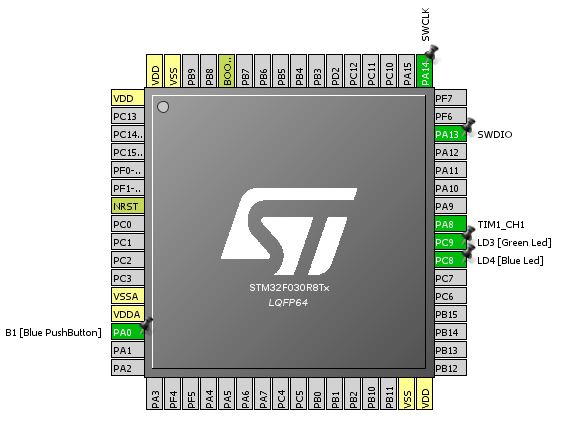 SWCLK
VDD
VSS
PB9
PB8
BOO..
PB7
PB6
PB5
PB4
PB3
PD2
PC12
PC11
PC10
PA15
PA14
VDD
PC13
PC14..
PC15..
PF0-..
PF1-..
NRST
PC0
PC1
PC2
PC3
VSSA
VDDA
B1 [Blue PushButton] PA0
PA1
PA2
STM32F030R8Tx
LQFP64
PF7
PF6
PA13 SWDIO
PA12
PA11
PA10
PA9
PA8 TIM1_CH1
PC9 LD3 [Green Led]
PC8 LD4 [Blue Led]
PC7
PC6
PB15
PB14
PB13
PB12
PA3
PF4
PF5
PA4
PA5
PA6
PA7
PC4
PC5
PB0
PB1
PB2
PB10
PB11
VSS
VDD